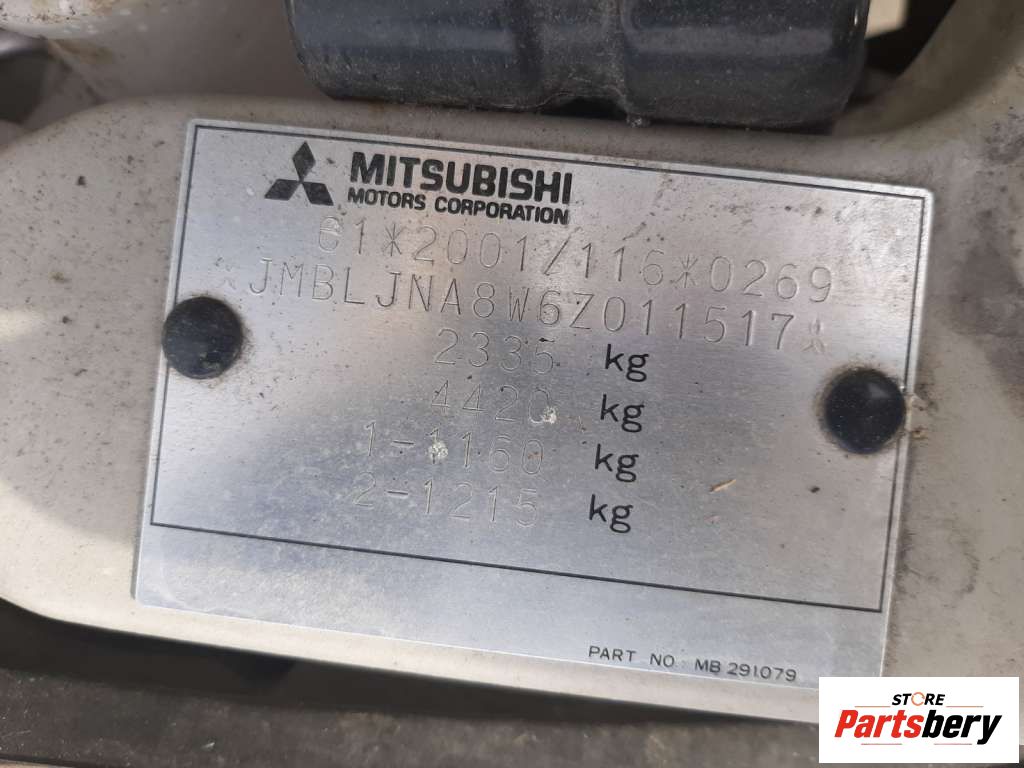 MITSUBISHI
MOTORS CORPORATION
G1*2001/116*0269
*JMBLJNA8W6Z011517*
2335 kg
4420 kg
1-1160 kg
2-1215 kg
PART NO. MB 291079
STORE
Partsbery